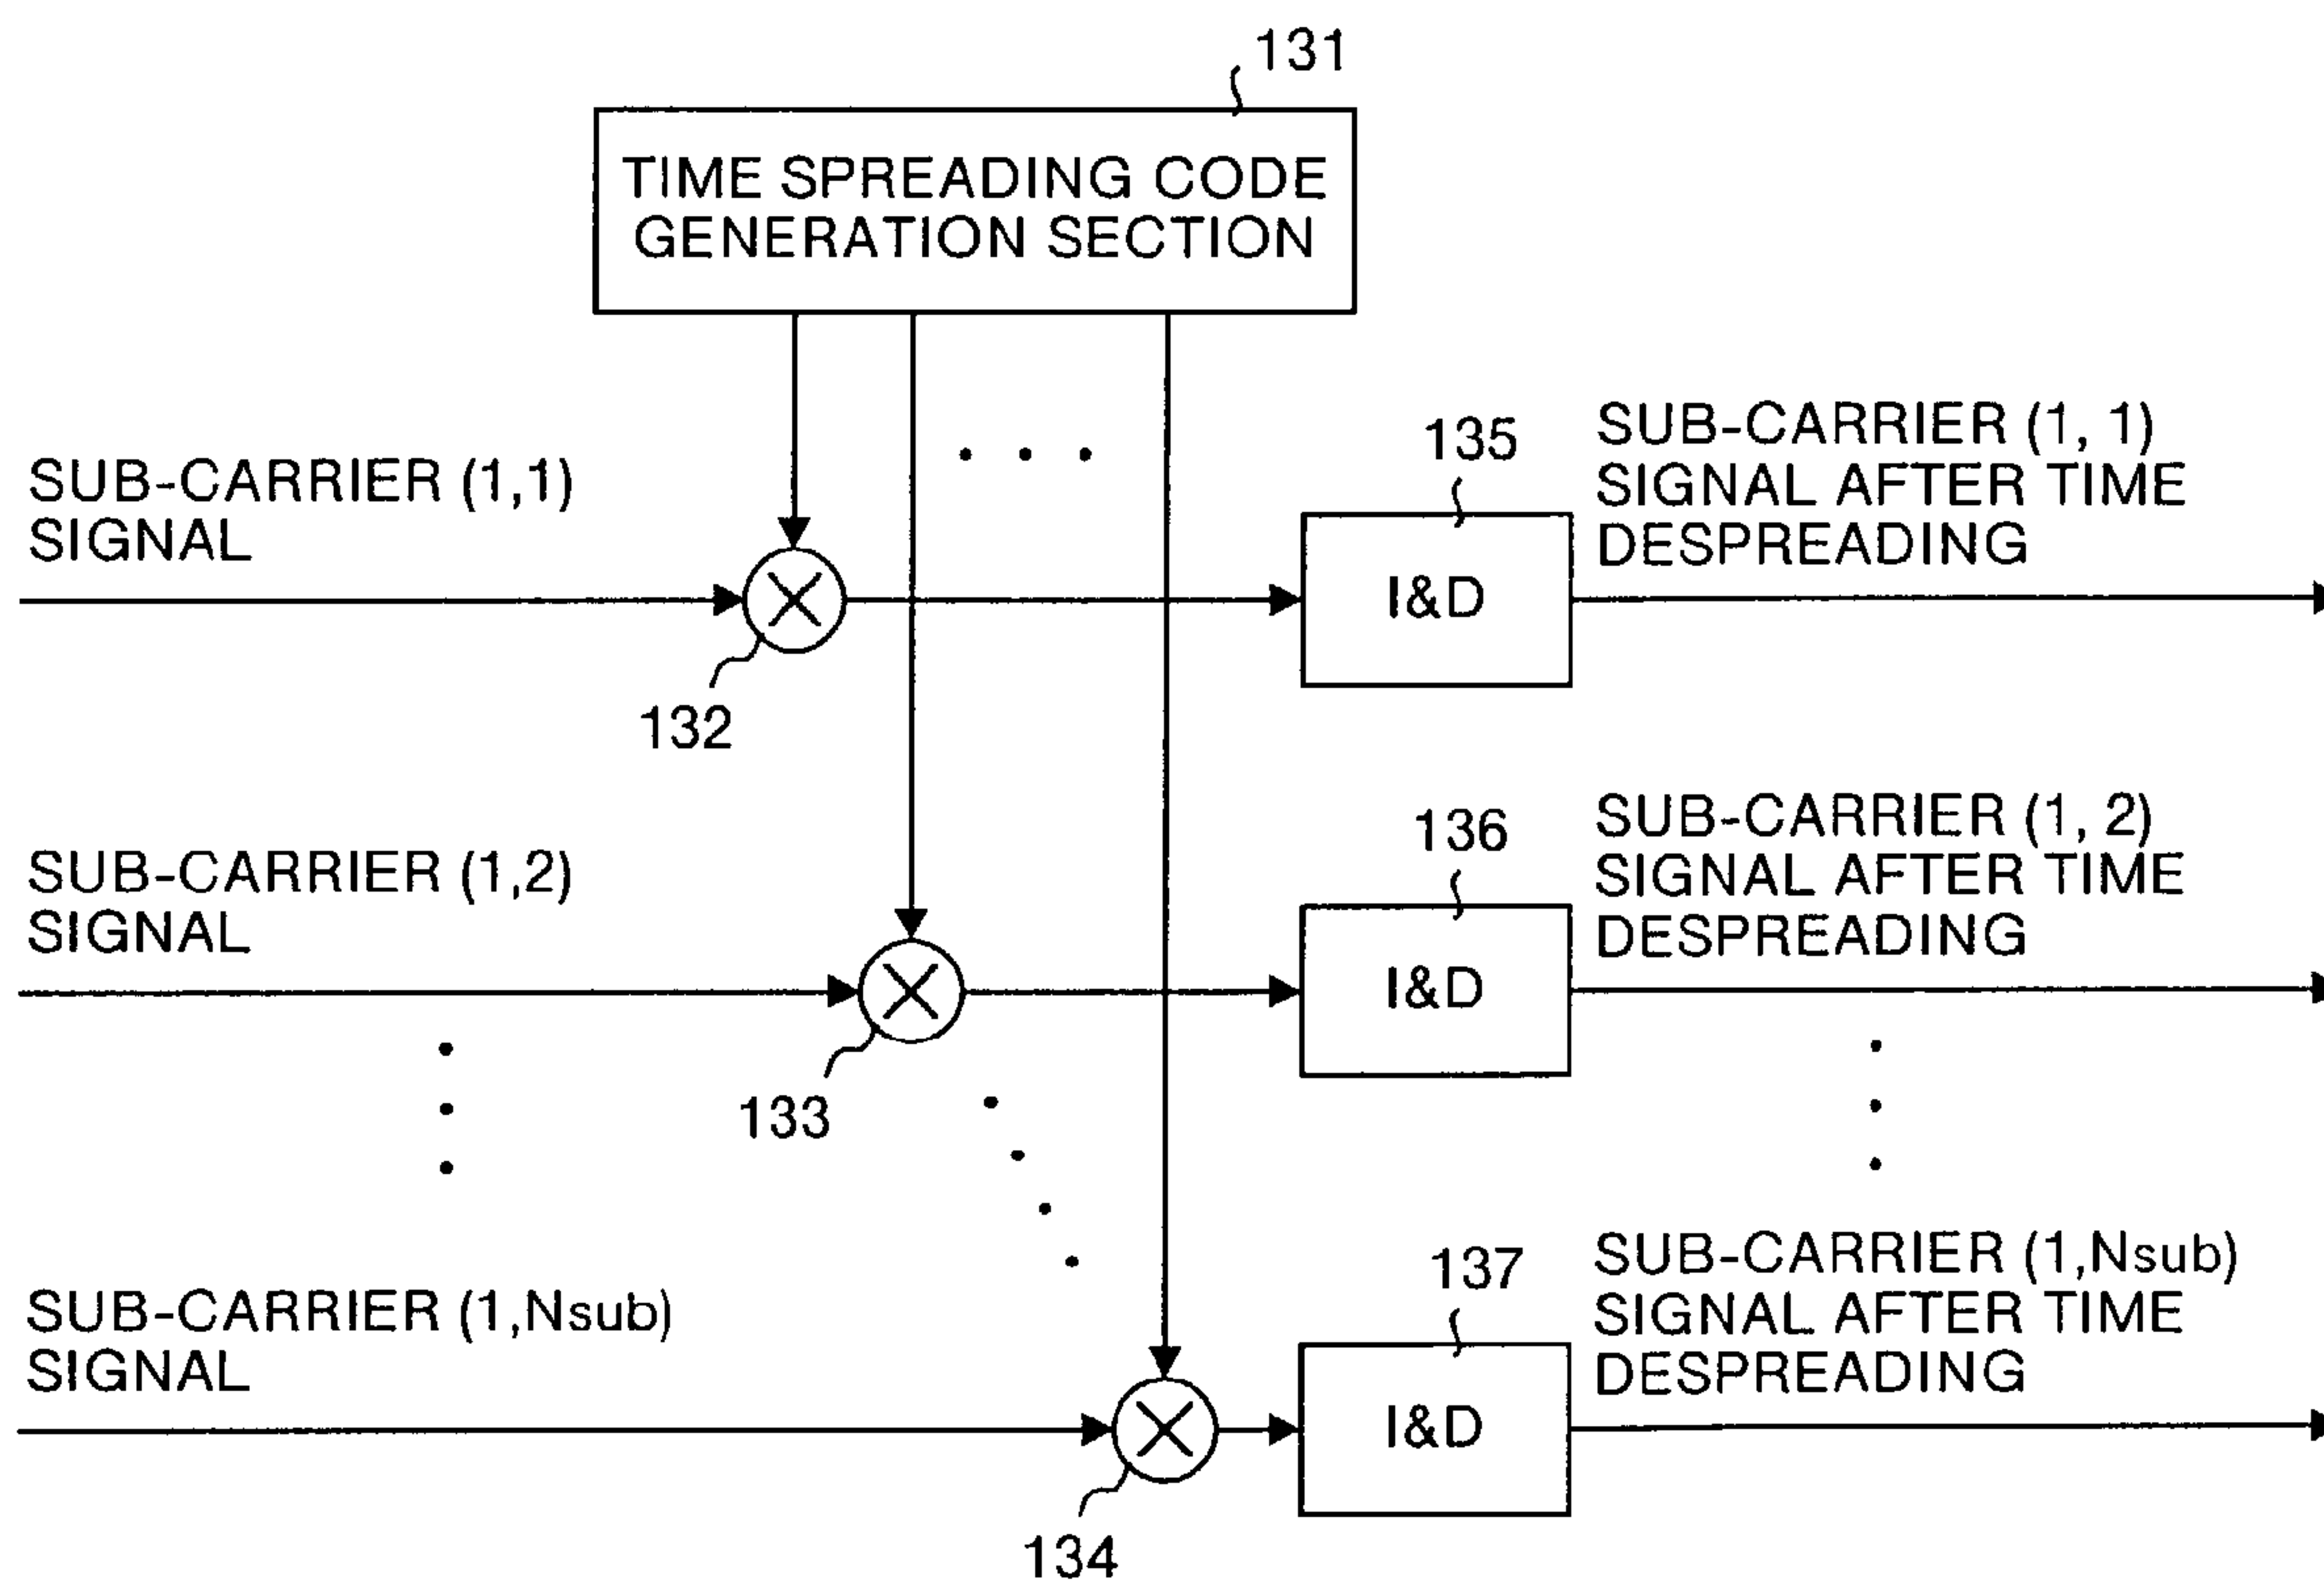 131
TIME SPREADING CODE
GENERATION SECTION
SUB-CARRIER (1,1)
SIGNAL
132
135
I&D
SUB-CARRIER (1, 1)
SIGNAL AFTER TIME
DESPREADING
SUB-CARRIER (1,2)
SIGNAL
133
136
I&D
SUB-CARRIER (1, 2)
SIGNAL AFTER TIME
DESPREADING
SUB-CARRIER (1,Nsub)
SIGNAL
134
137
I&D
SUB-CARRIER (1,Nsub)
SIGNAL AFTER TIME
DESPREADING